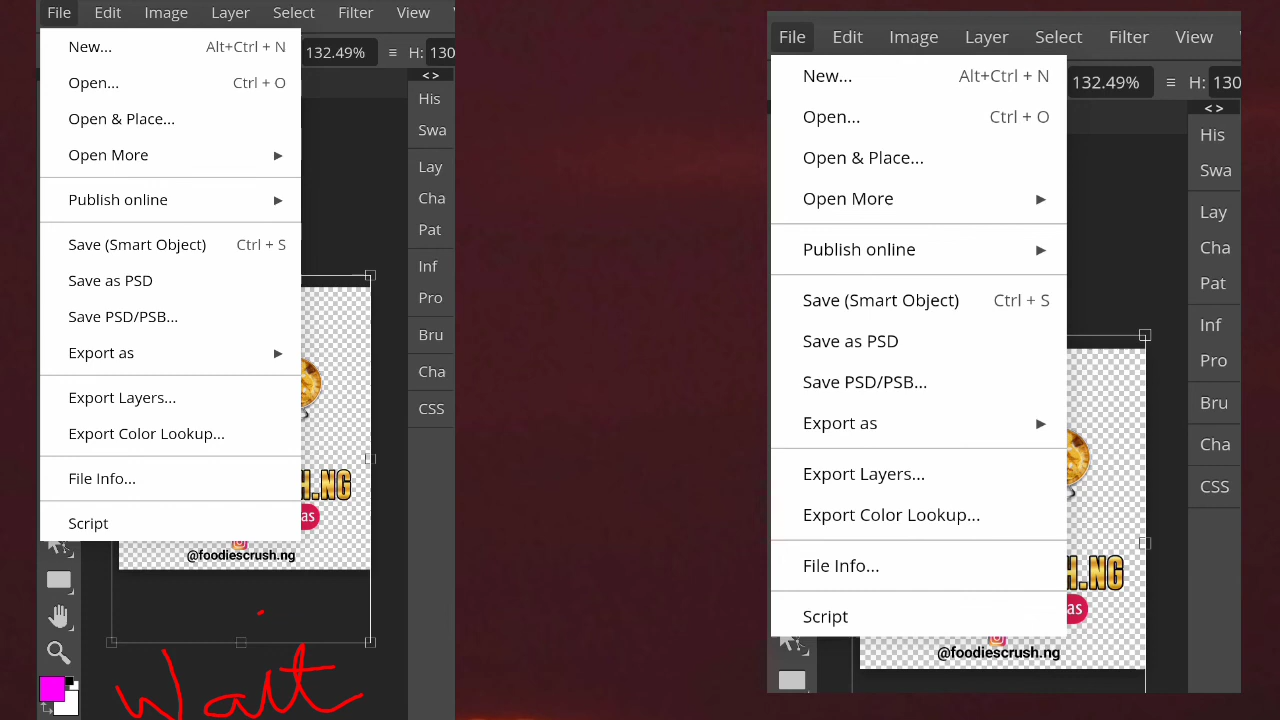 File Edit Image Layer Select Filter View
132.49% H: 130
New... Alt+Ctrl + N
Open... Ctrl + O
Open & Place...
Open More
Publish online
Save (Smart Object) Ctrl + S
Save as PSD
Save PSD/PSB...
Export as
Export Layers...
Export Color Lookup...
File Info...
Script
< >
His
Swa
Lay
Cha
Pat
Inf
Pro
Bru
Cha
CSS
H.NG
as
@foodiescrush.ng
Wait
File Edit Image Layer Select Filter View
132.49% H: 130
New... Alt+Ctrl + N
Open... Ctrl + O
Open & Place...
Open More
Publish online
Save (Smart Object) Ctrl + S
Save as PSD
Save PSD/PSB...
Export as
Export Layers...
Export Color Lookup...
File Info...
Script
< >
His
Swa
Lay
Cha
Pat
Inf
Pro
Bru
Cha
CSS
H.NG
as
@foodiescrush.ng